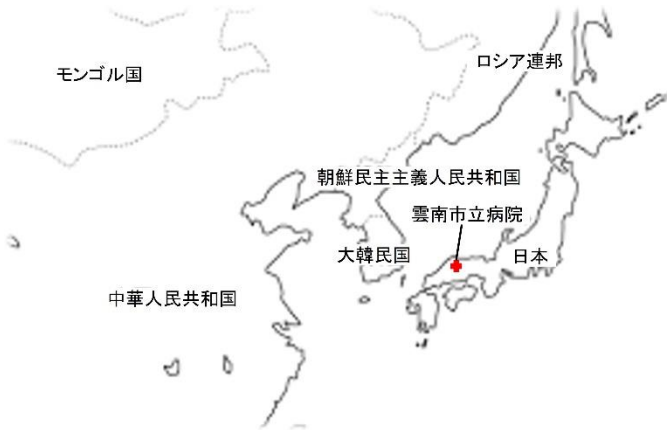 ロシア連邦
モンゴル国
朝鮮民主主義人民共和国
雲南市立病院
大韓民国
日本
中華人民共和国